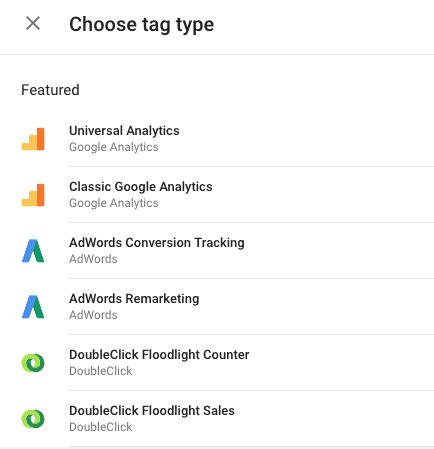 Choose tag type
Featured
Universal Analytics
Google Analytics
Classic Google Analytics
Google Analytics
AdWords Conversion Tracking
AdWords
AdWords Remarketing
AdWords
DoubleClick Floodlight Counter
DoubleClick
DoubleClick Floodlight Sales
DoubleClick